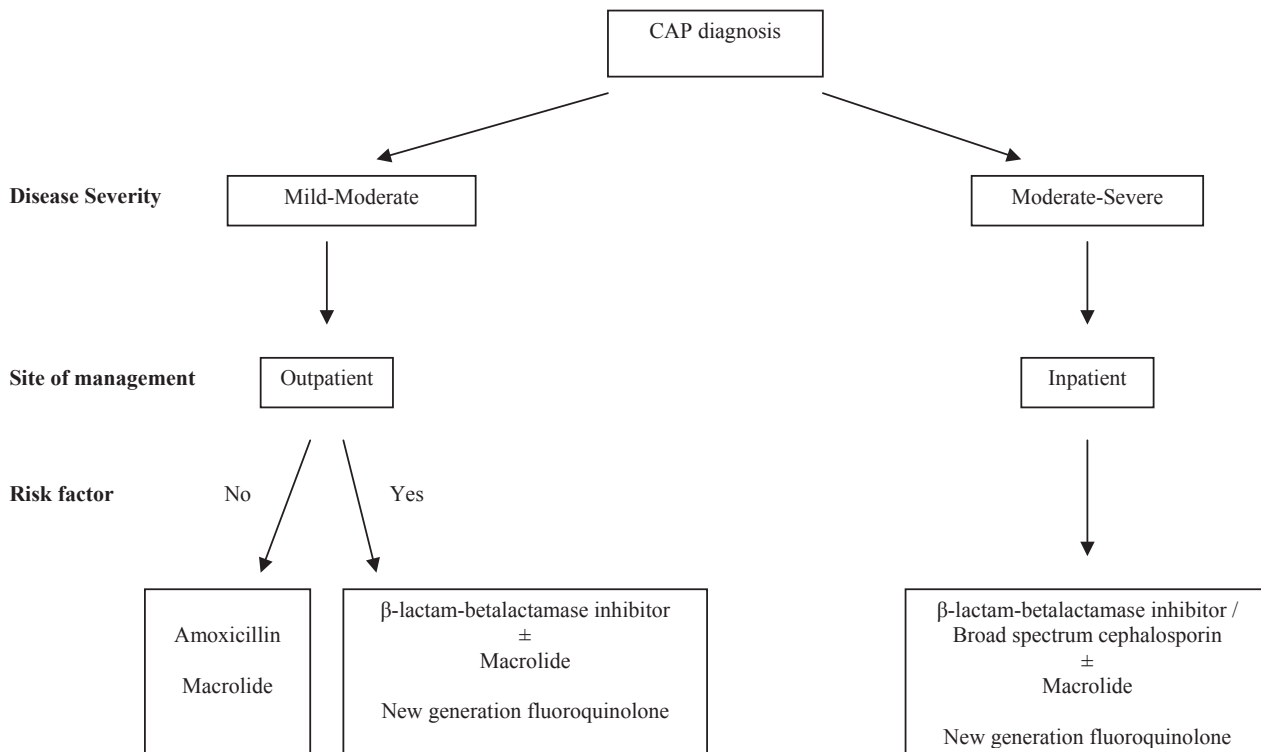 CAP diagnosis
Disease Severity
Mild-Moderate
Moderate-Severe
Site of management
Outpatient
Inpatient
Risk factor
No
Yes
Amoxicillin
Macrolide
β-lactam-betalactamase inhibitor
±
Macrolide
New generation fluoroquinolone
β-lactam-betalactamase inhibitor /
Broad spectrum cephalosporin
±
Macrolide
New generation fluoroquinolone